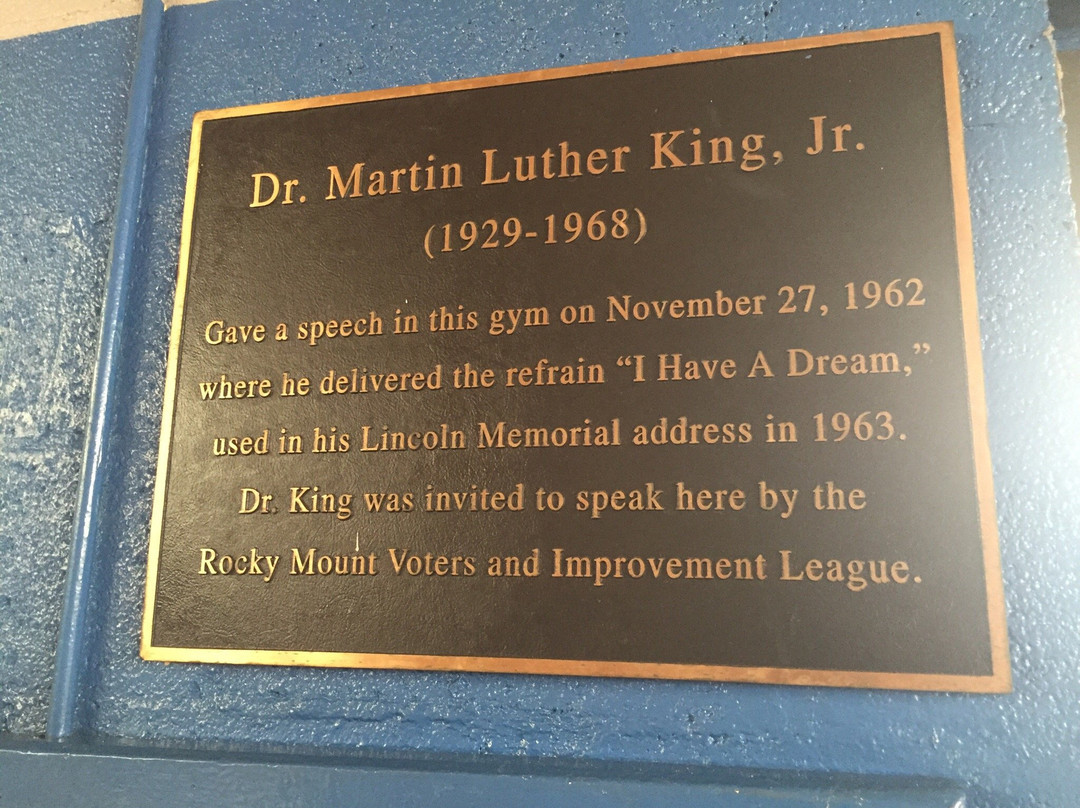 Dr. Martin Luther King, Jr.
(1929-1968)
Gave a speech in this gym on November 27, 1962
where he delivered the refrain “I Have A Dream,”
used in his Lincoln Memorial address in 1963.
Dr. King was invited to speak here by the
Rocky Mount Voters and Improvement League.